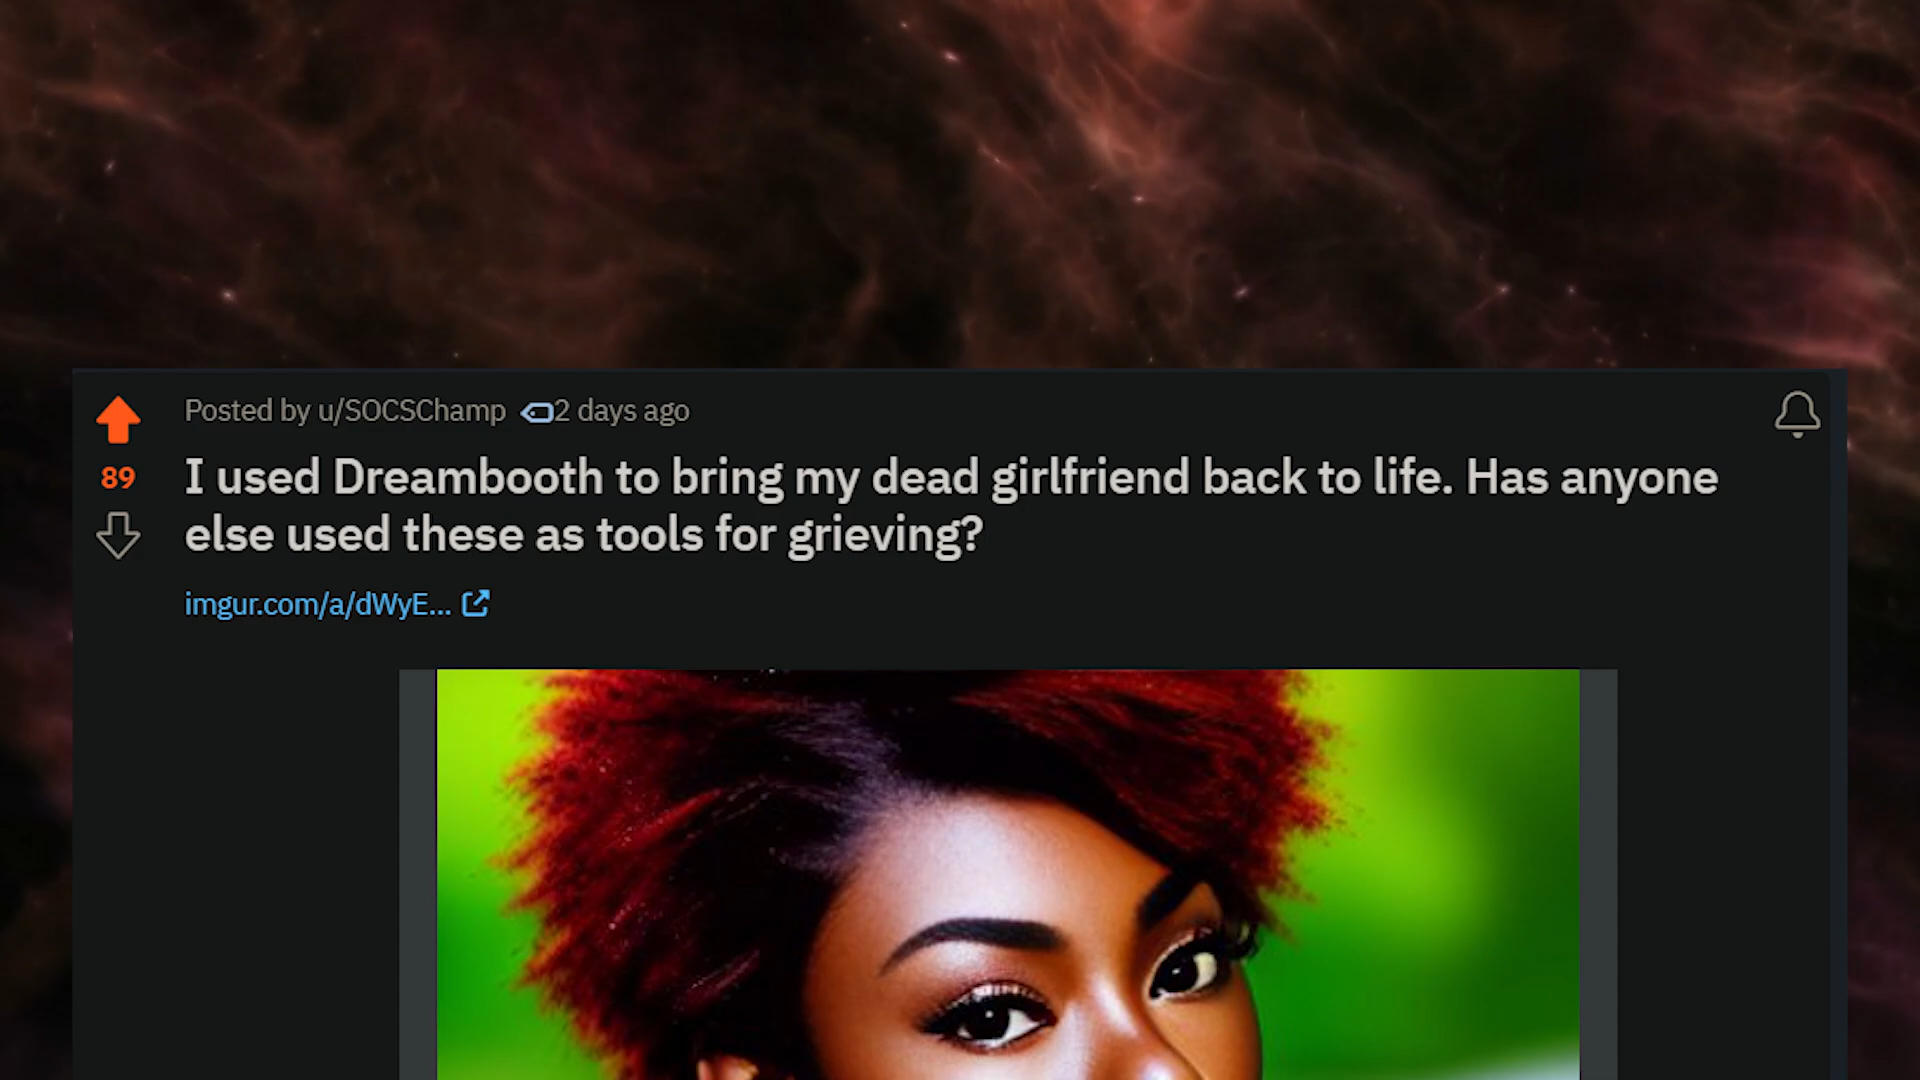 Posted by u/SOCSChamp 2 days ago
89
I used Dreambooth to bring my dead girlfriend back to life. Has anyone
else used these as tools for grieving?
imgur.com/a/dWyE...